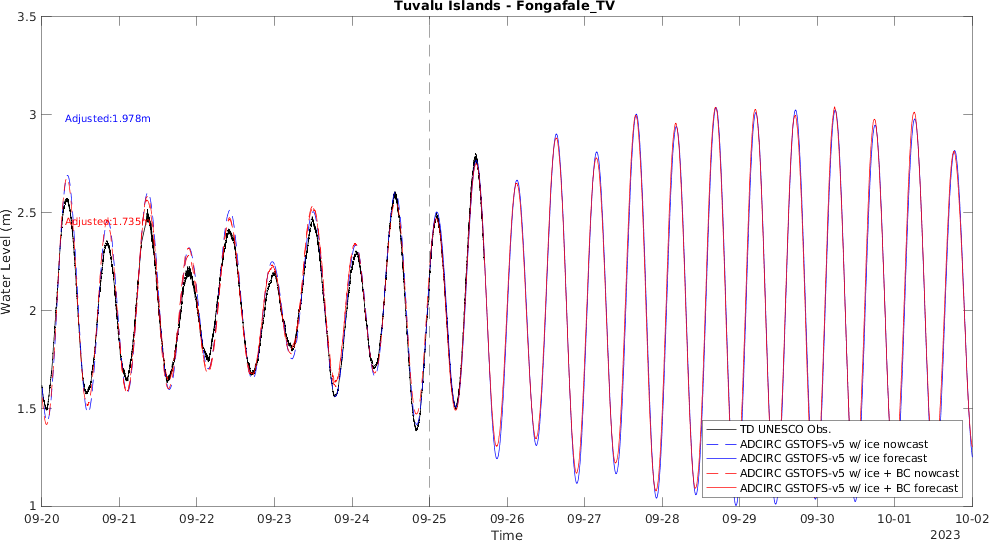 Tuvalu Islands - Fongafale_TV
3.5
3
2.5
2
1.5
1
Water Level (m)
Adjusted:1.978m
Adjusted:1.735m
TD UNESCO Obs.
ADCIRC GSTOFS-v5 w/ ice nowcast
ADCIRC GSTOFS-v5 w/ ice forecast
ADCIRC GSTOFS-v5 w/ ice + BC nowcast
ADCIRC GSTOFS-v5 w/ ice + BC forecast
09-20 09-21 09-22 09-23 09-24 09-25 09-26 09-27 09-28 09-29 09-30 10-01 10-02
Time
2023